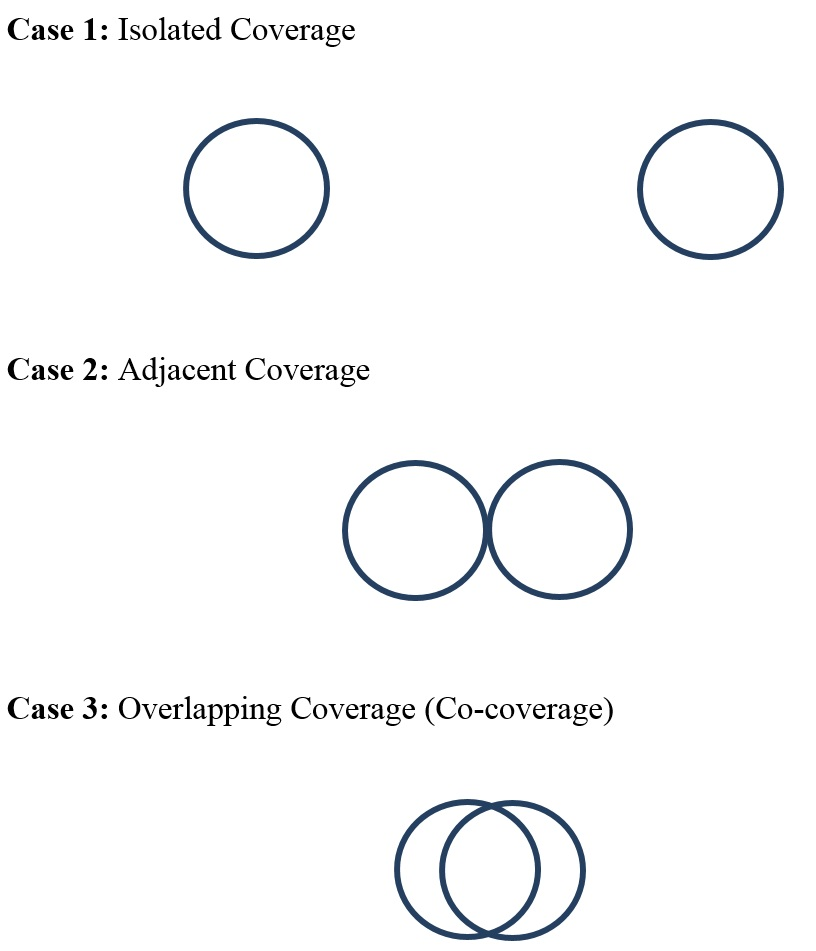 Case 1: Isolated Coverage
Case 2: Adjacent Coverage
Case 3: Overlapping Coverage (Co-coverage)